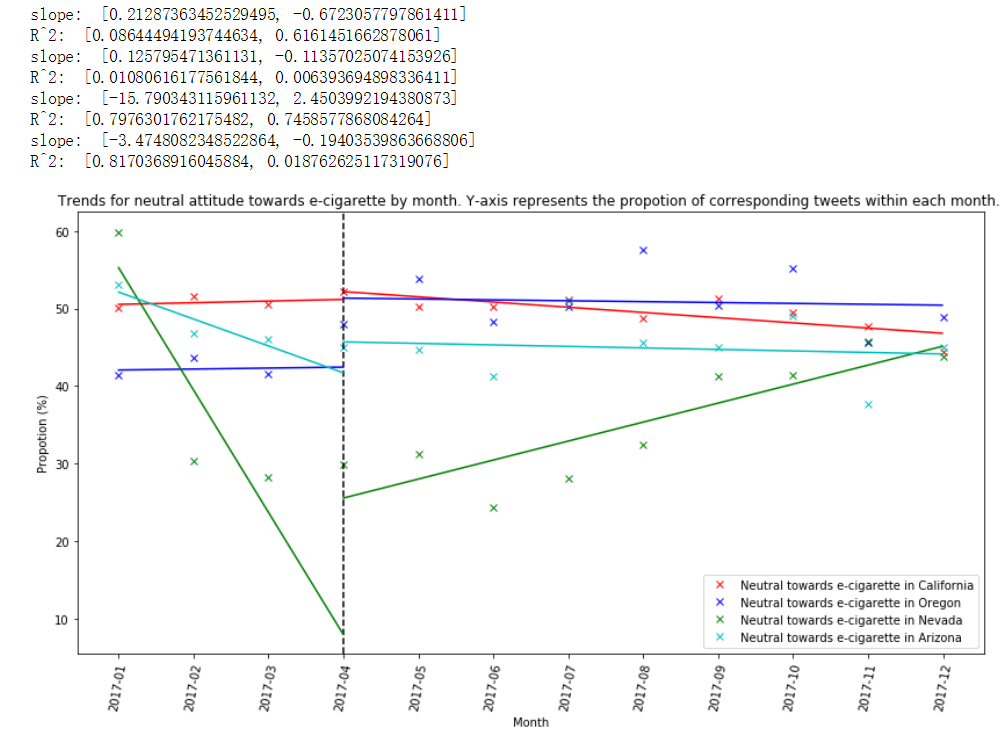 slope:  [0.21287363452529495, -0.6723057797861411]
R^2:  [0.08644494193744634, 0.6161451662878061]
slope:  [0.125795471361131, -0.11357025074153926]
R^2:  [0.01080616177561844, 0.006393694898336411]
slope:  [-15.790343115961132, 2.4503992194380873]
R^2:  [0.7976301762175482, 0.7458577868084264]
slope:  [-3.4748082348522864, -0.19403539863668806]
R^2:  [0.8170368916045884, 0.018762625117319076]
Trends for neutral attitude towards e-cigarette by month. Y-axis represents the propotion of corresponding tweets within each month.
Propotion (%)
60
50
40
30
20
10
Neutral towards e-cigarette in California
Neutral towards e-cigarette in Oregon
Neutral towards e-cigarette in Nevada
Neutral towards e-cigarette in Arizona
2017-01
2017-02
2017-03
2017-04
2017-05
2017-06
2017-07
2017-08
2017-09
2017-10
2017-11
2017-12
Month